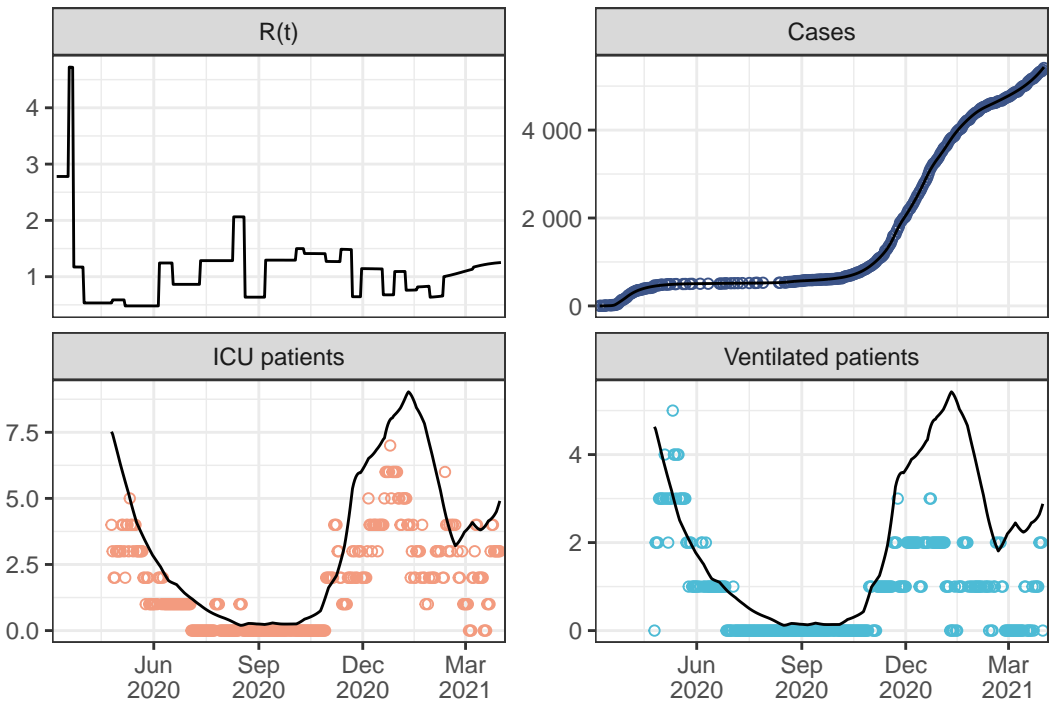 R(t)
Cases
4
3
2
1
4 000
2 000
0
ICU patients
Ventilated patients
7.5
5.0
2.5
0.0
4
2
0
Jun Sep Dec Mar
2020 2020 2020 2021
Jun Sep Dec Mar
2020 2020 2020 2021